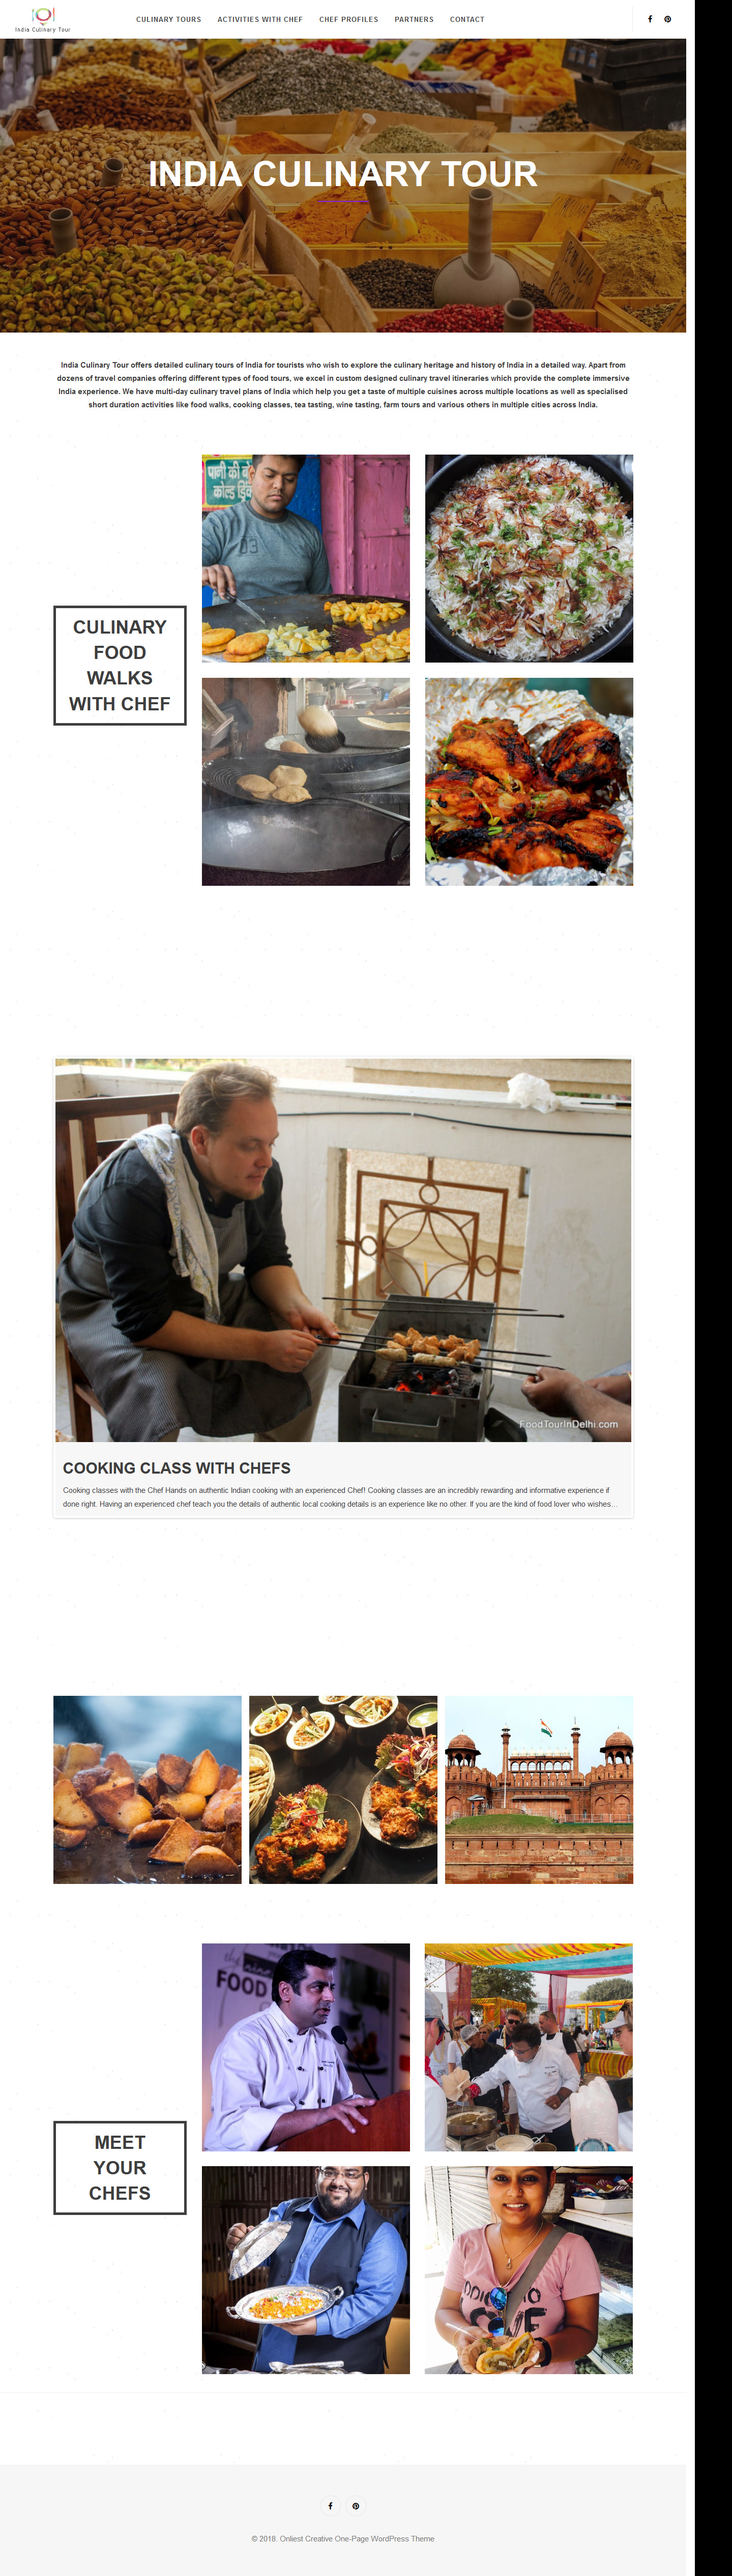 India Culinary Tour
CULINARY TOURS
ACTIVITIES WITH CHEF
CHEF PROFILES
PARTNERS
CONTACT
INDIA CULINARY TOUR
India Culinary Tour offers detailed culinary tours of India for tourists who wish to explore the culinary heritage and history of India in a detailed way. Apart from
dozens of travel companies offering different types of food tours, we excel in custom designed culinary travel itineraries which provide the complete immersive
India experience. We have multi-day culinary travel plans of India which help you get a taste of multiple cuisines across multiple locations as well as specialised
short duration activities like food walks, cooking classes, tea tasting, wine tasting, farm tours and various others in multiple cities across India.
CULINARY
FOOD
WALKS
WITH CHEF
पानी की
कोल्ड ड्रिं
03
FoodTourInDelhi.com
COOKING CLASS WITH CHEFS
Cooking classes with the Chef Hands on authentic Indian cooking with an experienced Chef! Cooking classes are an incredibly rewarding and informative experience if
done right. Having an experienced chef teach you the details of authentic local cooking details is an experience like no other. If you are the kind of food lover who wishes…
FOOD
MEET
YOUR
CHEFS
© 2018. Onliest Creative One-Page WordPress Theme